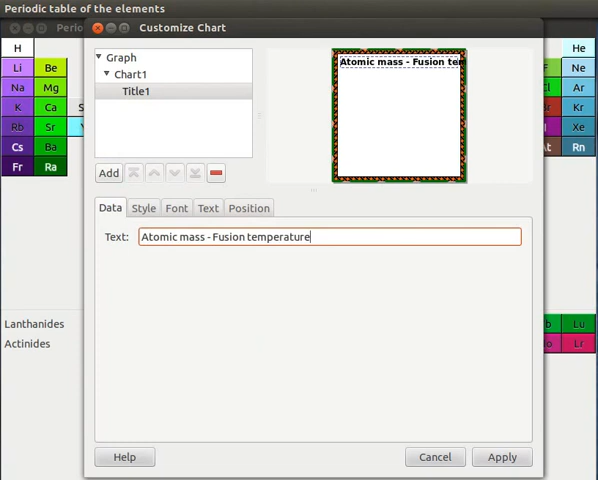 Periodic table of the elements
Perio
Customize Chart
H
He
Li
Be
Ne
Na
Mg
Ar
K
Ca
Kr
Rb
Sr
Xe
Cs
Ba
At
Rn
Fr
Ra
Graph
Chart1
Title1
Atomic mass - Fusion tem
Add
Data
Style
Font
Text
Position
Text:
Atomic mass - Fusion temperature
Lanthanides
Lu
Actinides
Lr
Help
Cancel
Apply